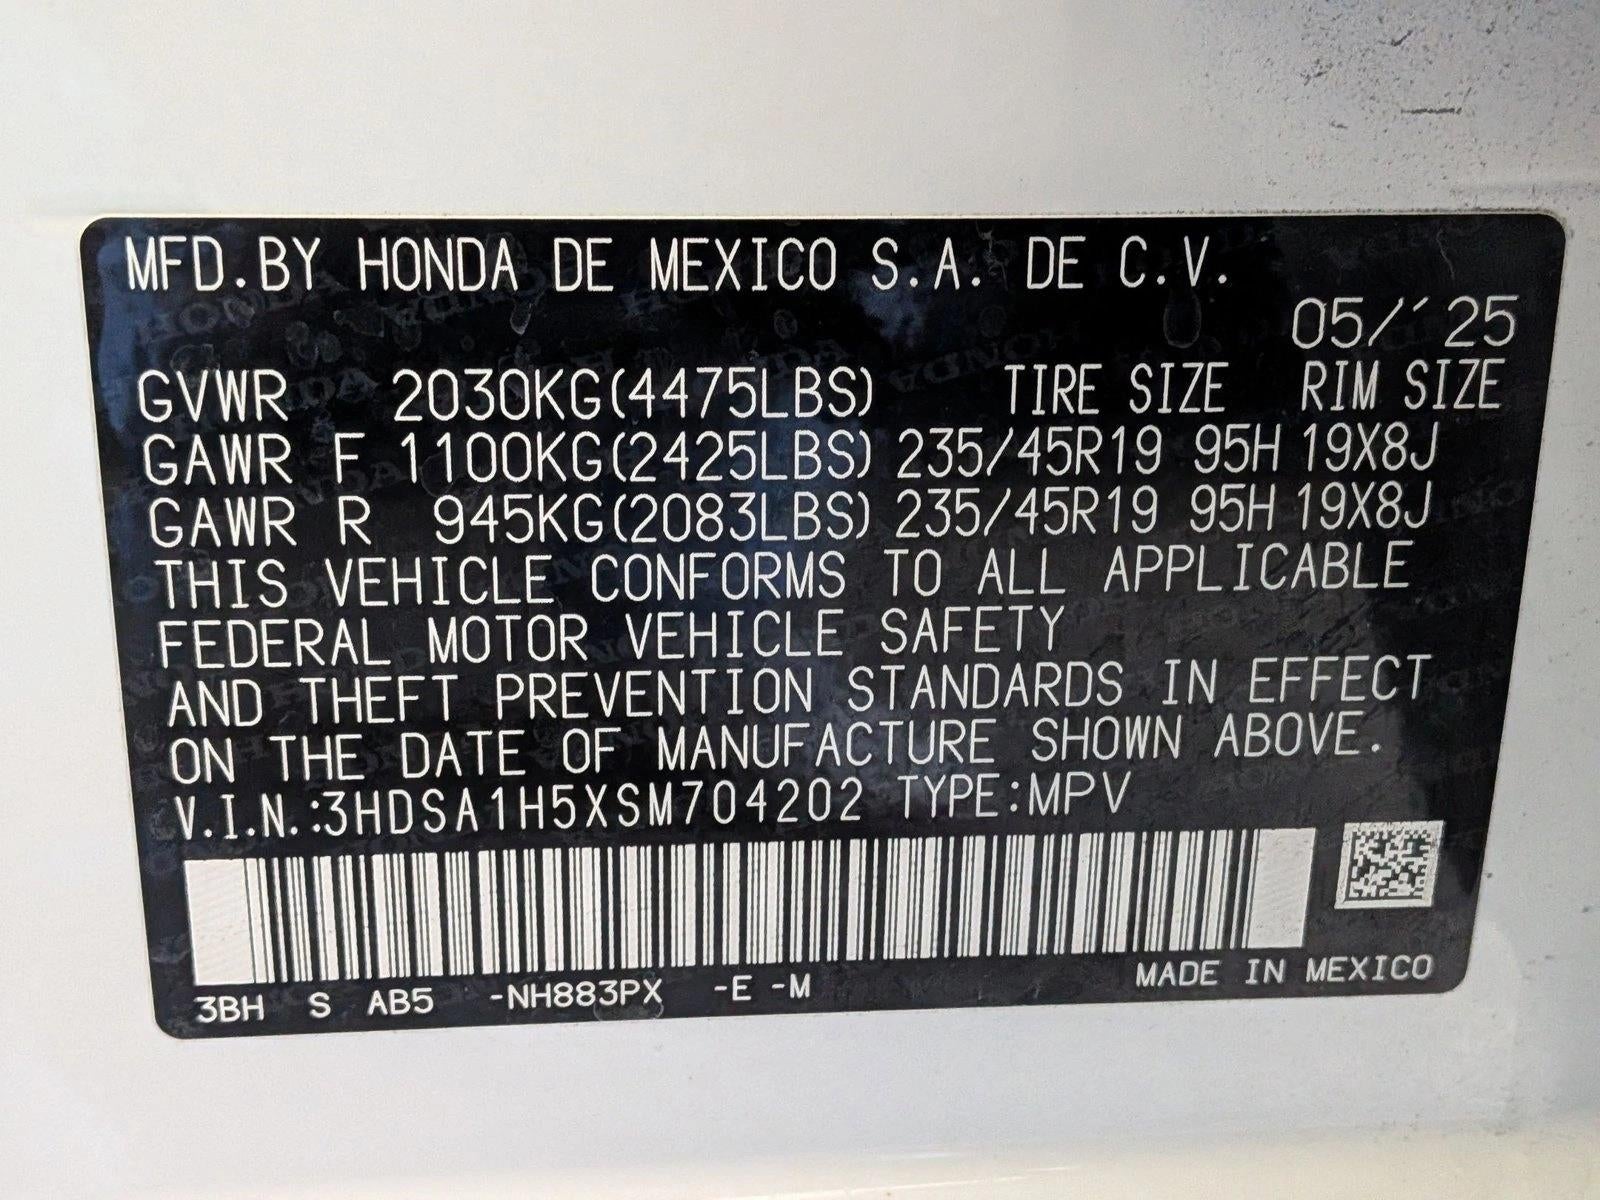 MFD.BY HONDA DE MEXICO S.A. DE C.V.
05/´25
GVWR 2030KG(4475LBS) TIRE SIZE RIM SIZE
GAWR F 1100KG(2425LBS) 235/45R19 95H 19X8J
GAWR R 945KG(2083LBS) 235/45R19 95H 19X8J
THIS VEHICLE CONFORMS TO ALL APPLICABLE
FEDERAL MOTOR VEHICLE SAFETY
AND THEFT PREVENTION STANDARDS IN EFFECT
ON THE DATE OF MANUFACTURE SHOWN ABOVE.
V.I.N.:3HDSA1H5XSM704202 TYPE:MPV
3BH S AB5 -NH883PX -E -M MADE IN MEXICO